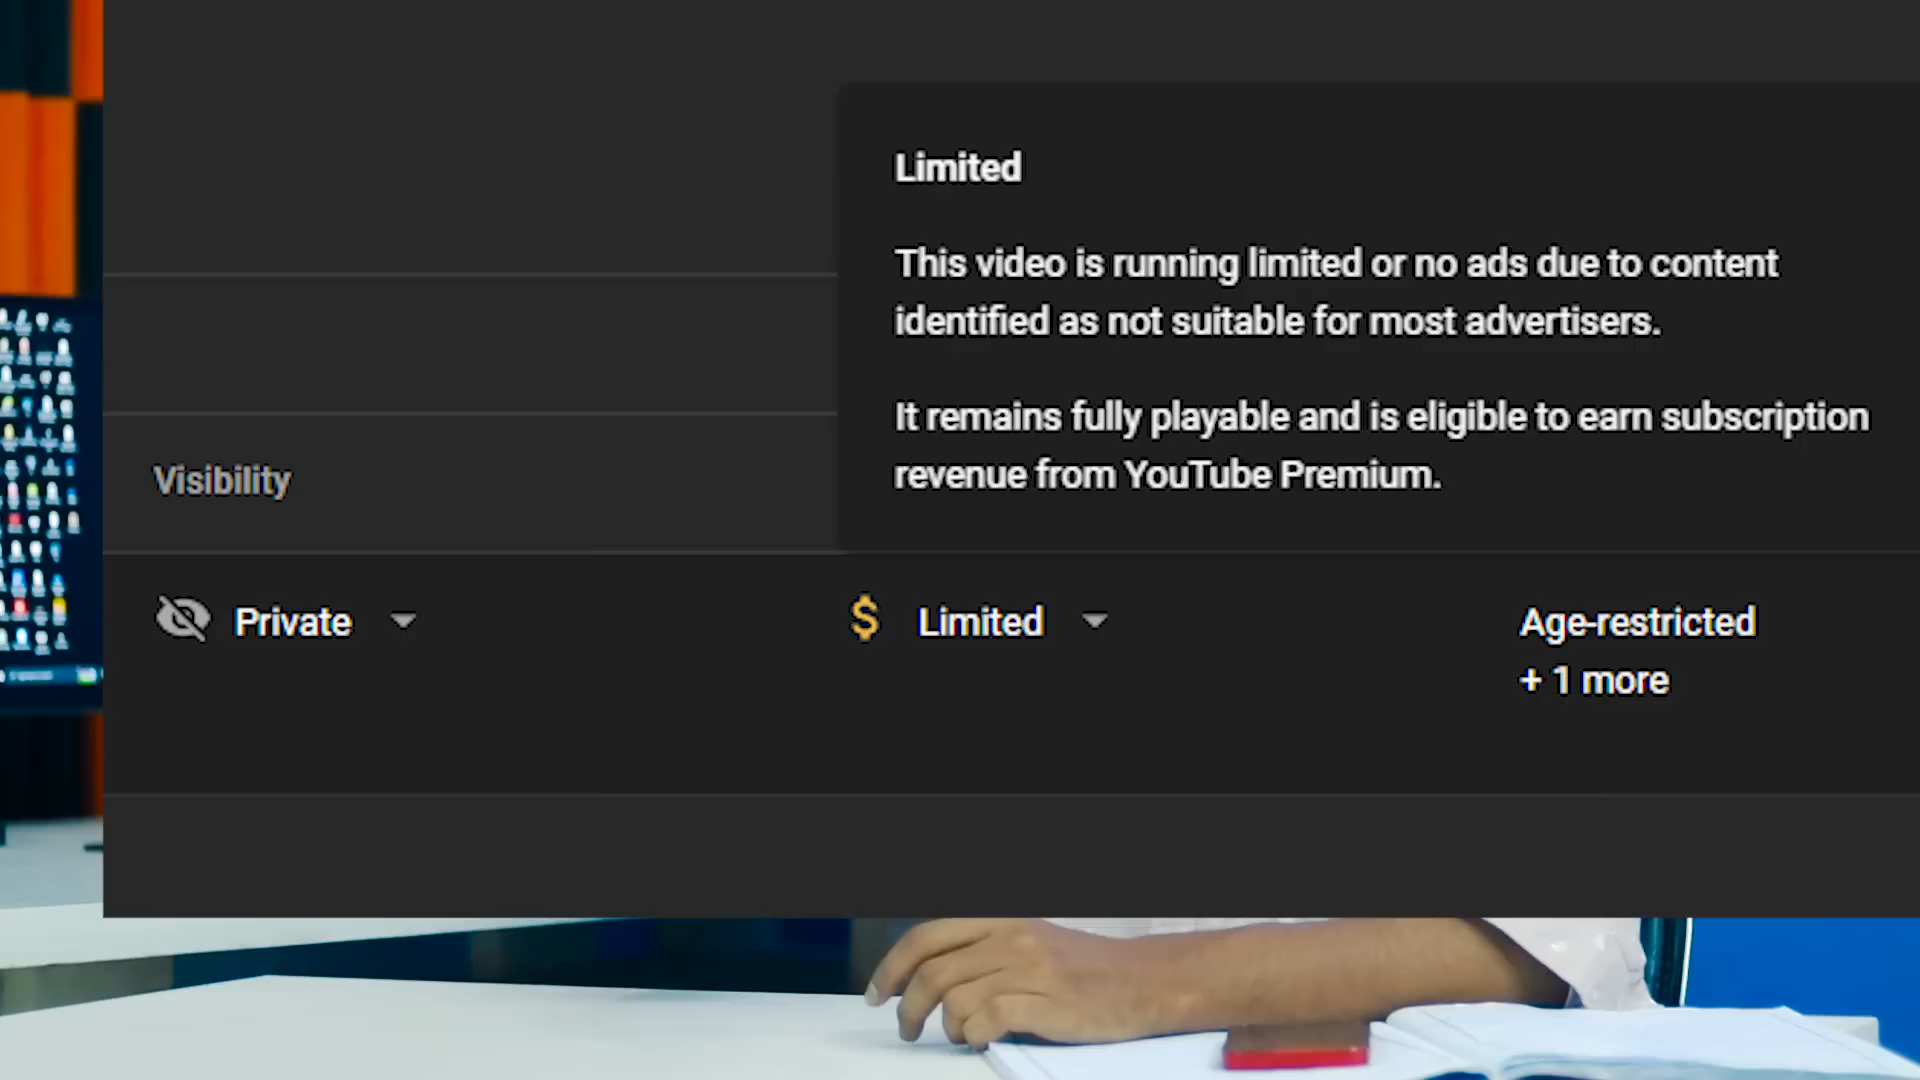 Limited
This video is running limited or no ads due to content
identified as not suitable for most advertisers.
It remains fully playable and is eligible to earn subscription
revenue from YouTube Premium.
Visibility
Private
$ Limited
Age-restricted
+ 1 more